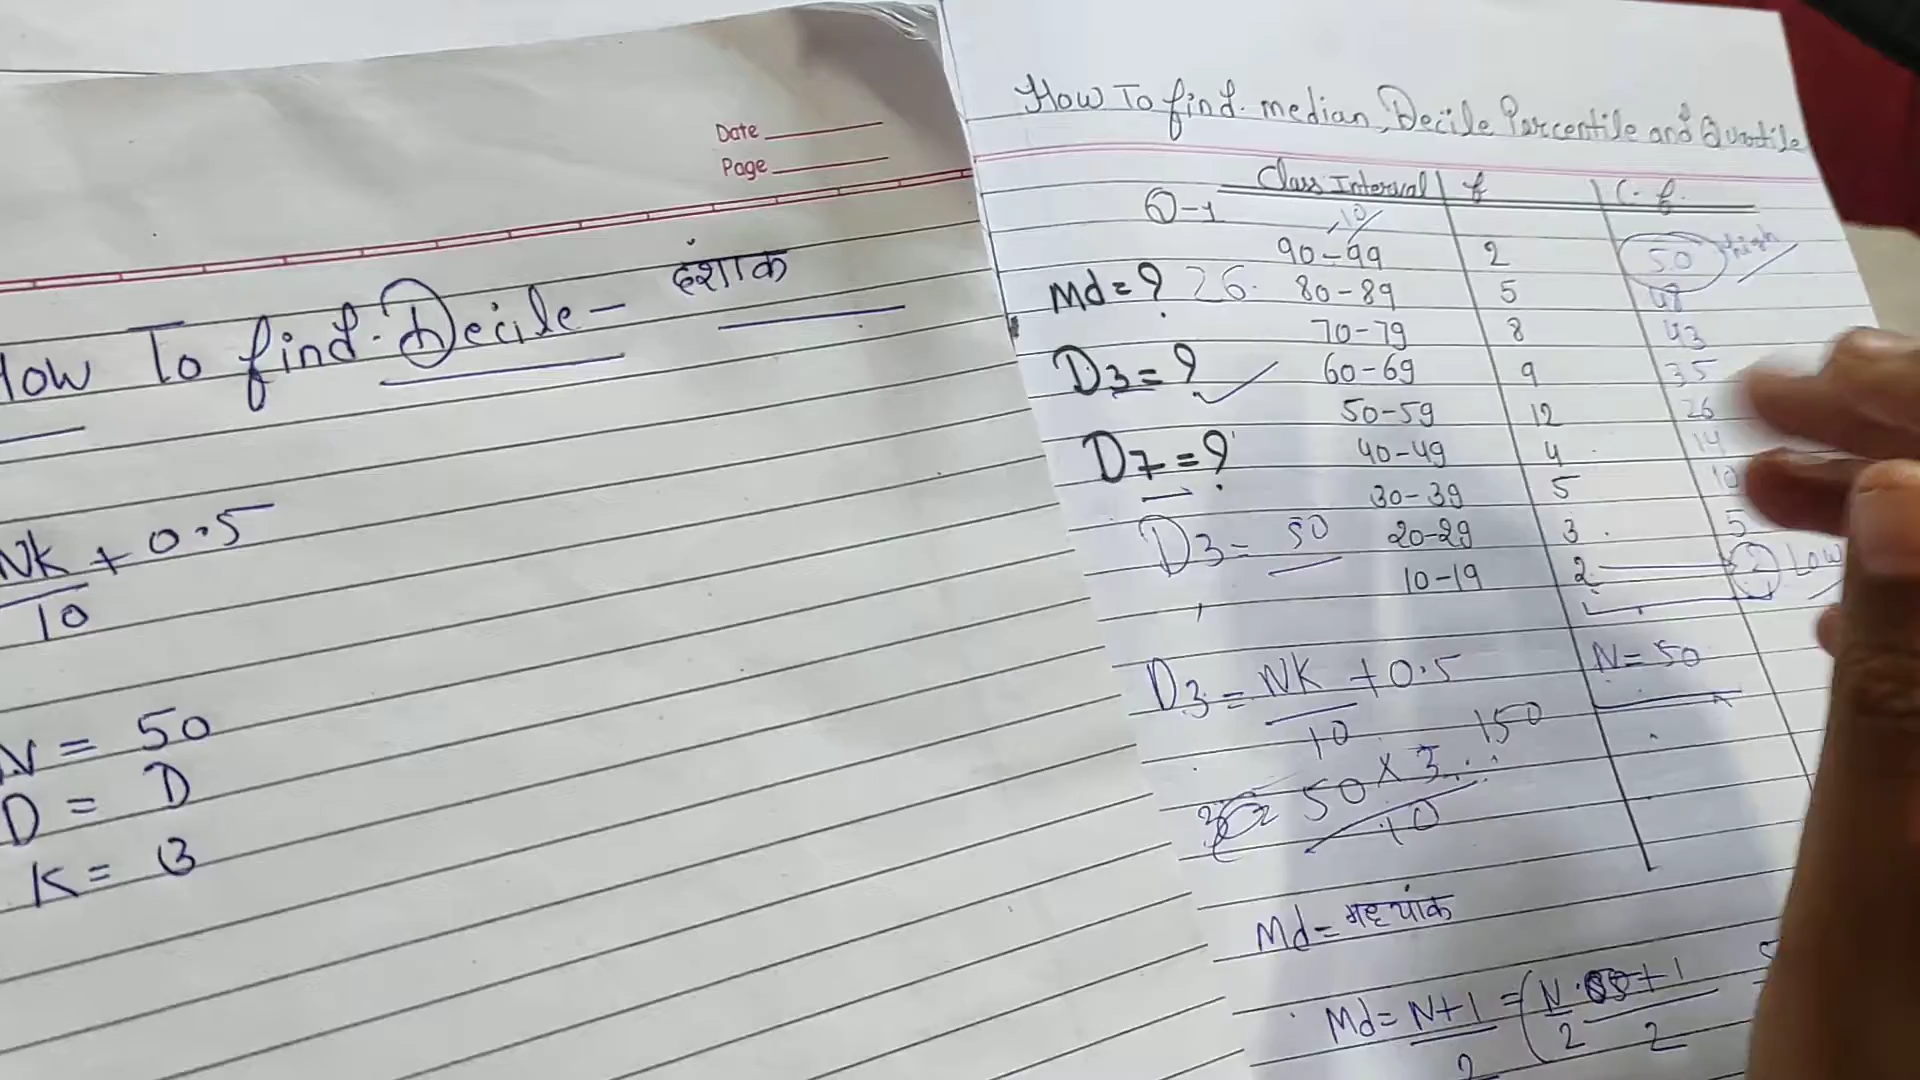 Date
Page
How To find Decile - दंशाक
NK + 0.5
10
N = 50
D = D
K = 3
How To find median, Decile Percentile and Quartile
Class Interval f C.f.
Q-1 10
90-99 2 50 high
Md = ? 26 80-89 5 48
70-79 8 43
D3 = ? 60-69 9 35
50-59 12 26
D7 = ? 40-49 4 14
30-39 5 10
D3 = 50 20-29 3 5
10-19 2 2 Low
N = 50
D3 = NK + 0.5
10
50 x 3 150
10
Md = मध्यांक
Md = N+1 = (N +1
2 2 2